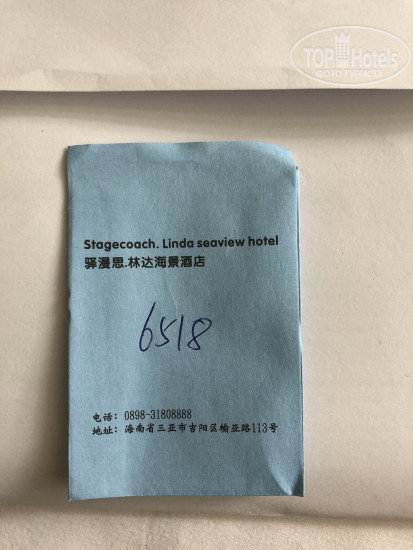 TOP Hotels
ФОТО ТУРИСТА
Stagecoach. Linda seaview hotel
驿漫思.林达海景酒店
6518
电话: 0898-31808888
地址: 海南省三亚市吉阳区榆亚路113号